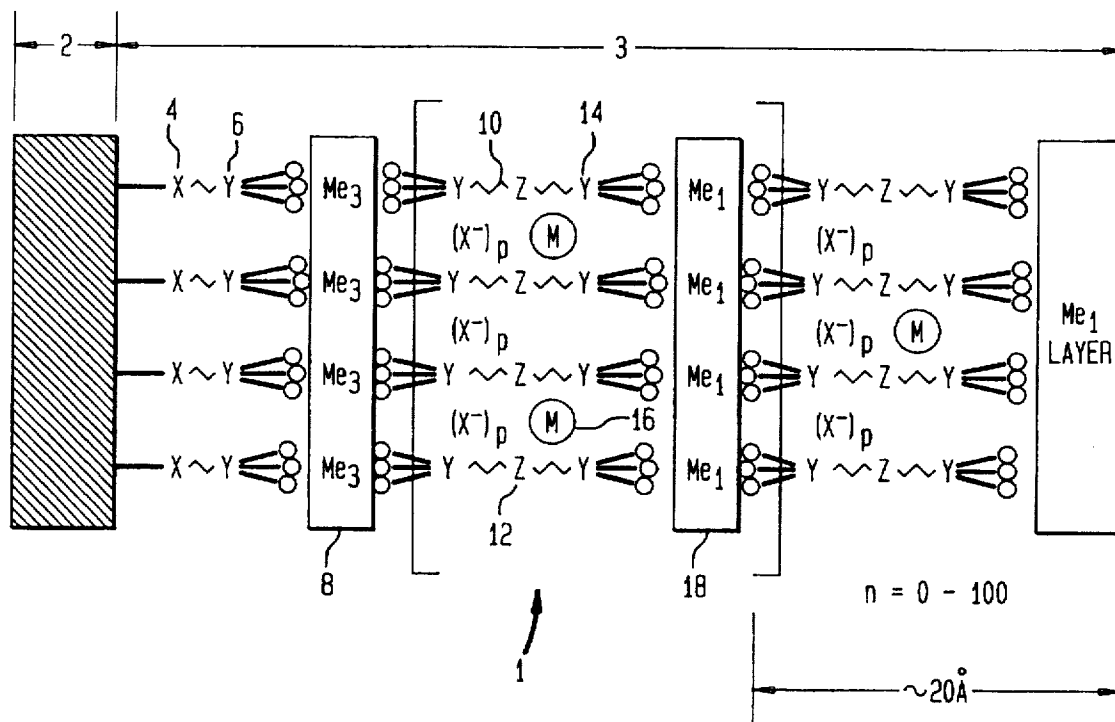 2 3
4 6 10 14
X ~ Y Me3 Y ~ Z ~ Y Me1 Y ~ Z ~ Y
(X⁻)p M (X⁻)p
X ~ Y Me3 Y ~ Z ~ Y Me1 Y ~ Z ~ Y
(X⁻)p (X⁻)p M
Me1
LAYER
X ~ Y Me3 Y ~ Z ~ Y Me1 Y ~ Z ~ Y
(X⁻)p M 16 (X⁻)p
X ~ Y Me3 Y ~ Z ~ Y Me1 Y ~ Z ~ Y
8 12 18
n = 0 - 100
1
~20Å